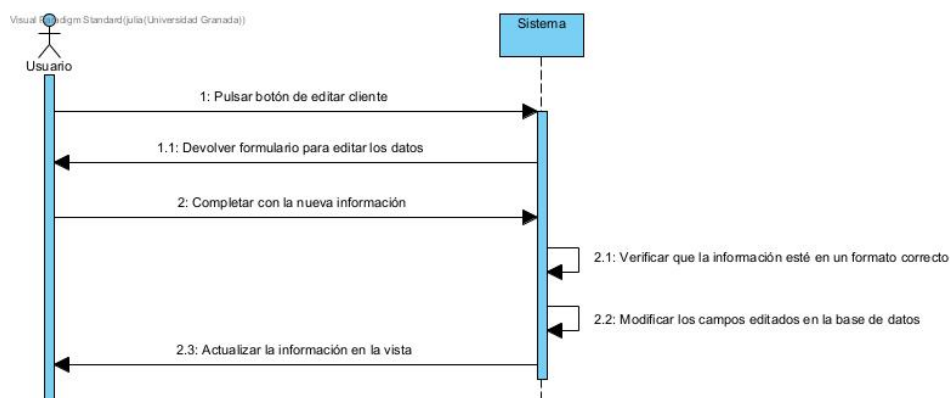 Visual Paradigm Standard(julia(Universidad Granada))
Sistema
Usuario
1: Pulsar botón de editar cliente
1.1: Devolver formulario para editar los datos
2: Completar con la nueva información
2.1: Verificar que la información esté en un formato correcto
2.2: Modificar los campos editados en la base de datos
2.3: Actualizar la información en la vista